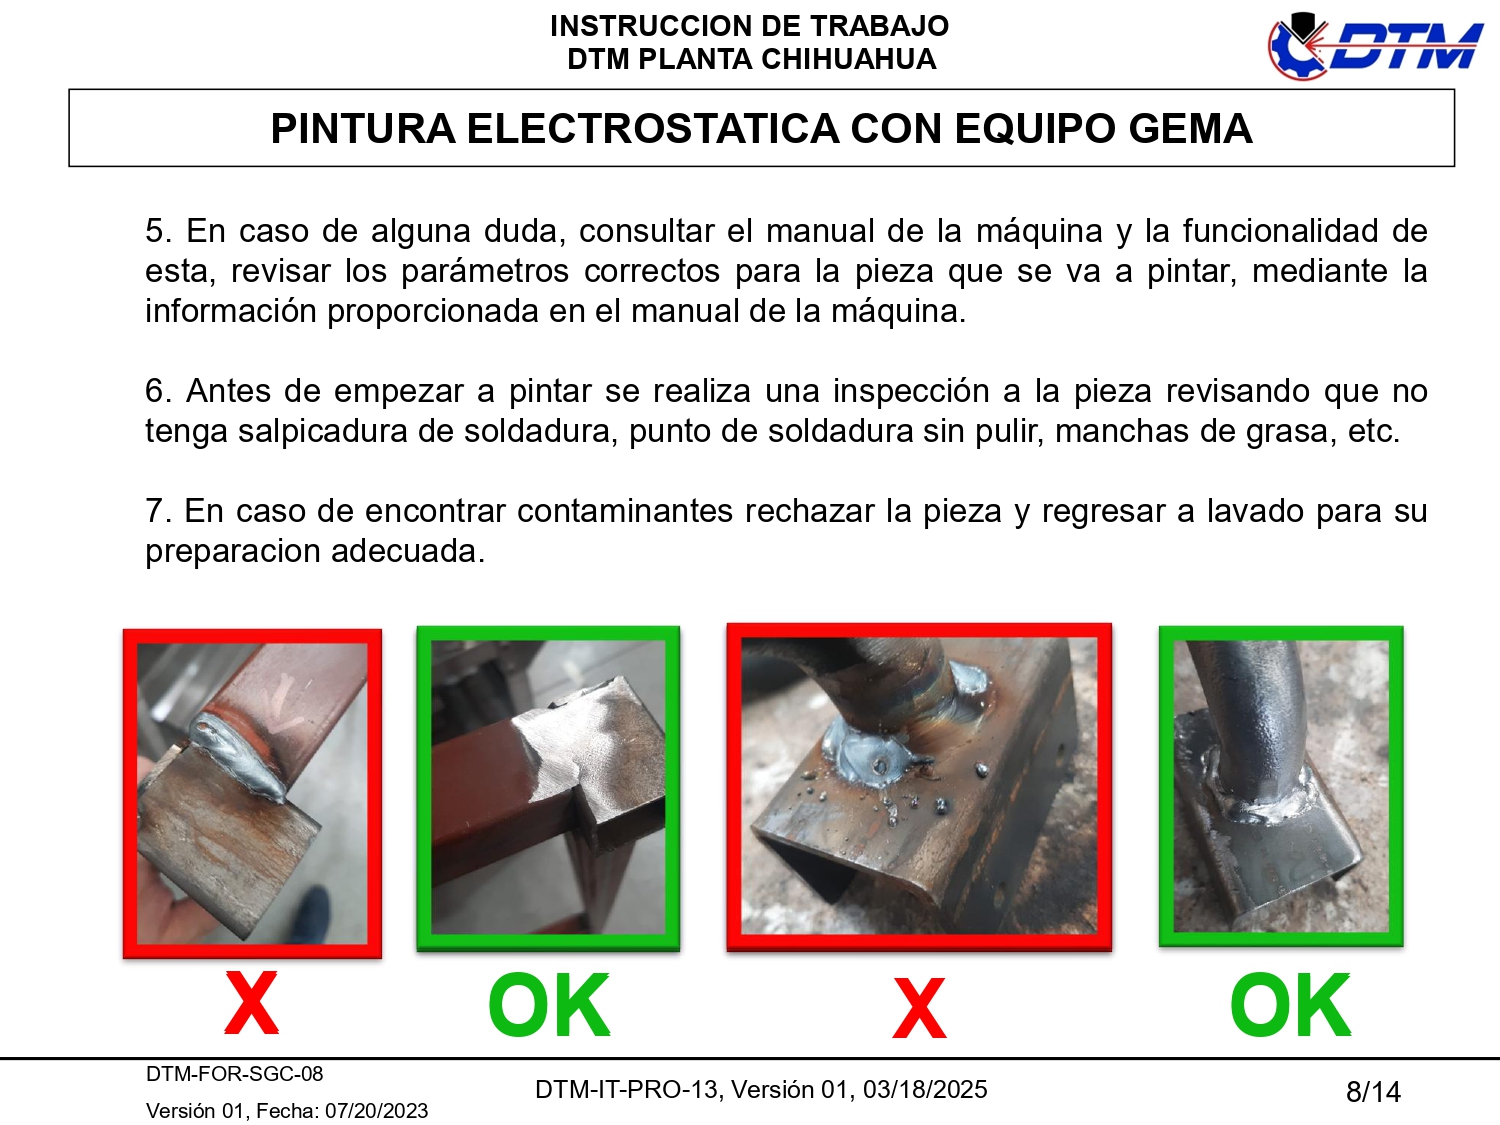 INSTRUCCION DE TRABAJO
DTM PLANTA CHIHUAHUA
DTM
PINTURA ELECTROSTATICA CON EQUIPO GEMA
5. En caso de alguna duda, consultar el manual de la máquina y la funcionalidad de
esta, revisar los parámetros correctos para la pieza que se va a pintar, mediante la
información proporcionada en el manual de la máquina.
6. Antes de empezar a pintar se realiza una inspección a la pieza revisando que no
tenga salpicadura de soldadura, punto de soldadura sin pulir, manchas de grasa, etc.
7. En caso de encontrar contaminantes rechazar la pieza y regresar a lavado para su
preparacion adecuada.
X OK X OK
DTM-FOR-SGC-08
Versión 01, Fecha: 07/20/2023
DTM-IT-PRO-13, Versión 01, 03/18/2025
8/14